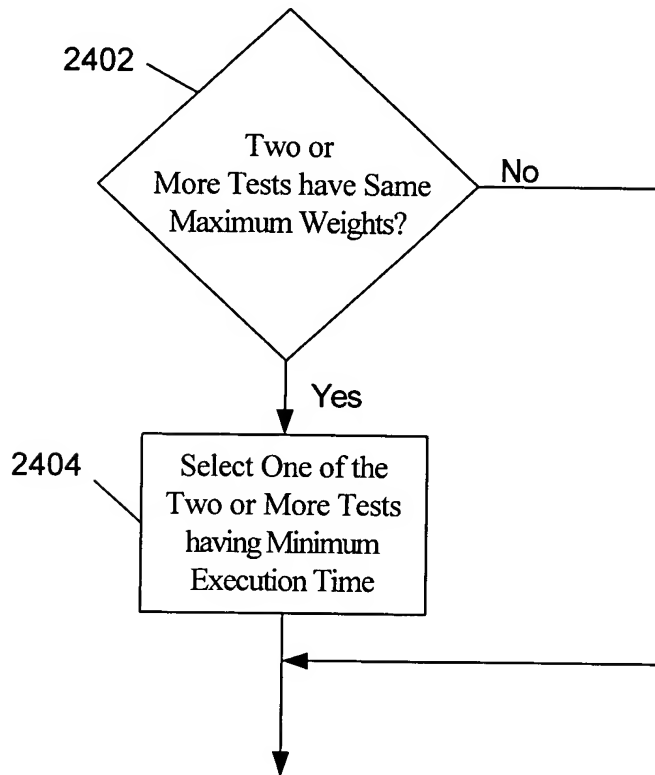 2402
Two or
More Tests have Same
Maximum Weights?
No
Yes
2404
Select One of the
Two or More Tests
having Minimum
Execution Time